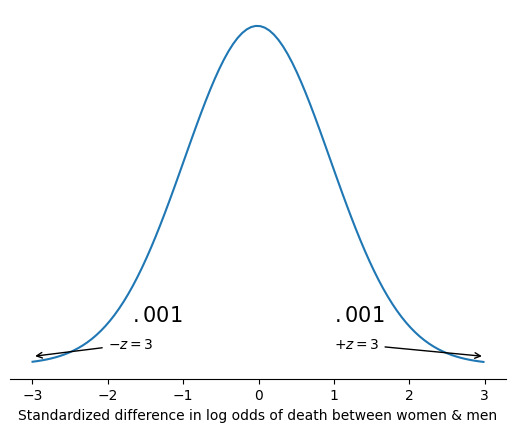 .001 .001
−z = 3 +z = 3
−3 −2 −1 0 1 2 3
Standardized difference in log odds of death between women & men